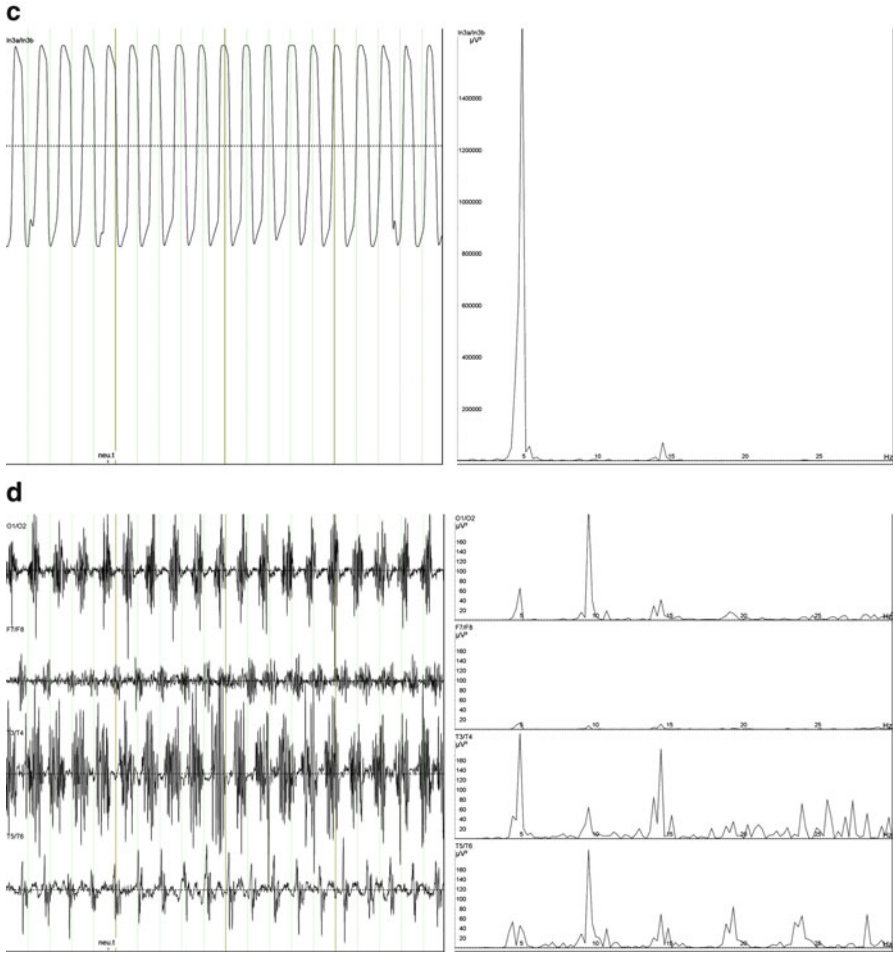 c
In3a/In3b
neu.t
In3a/In3b
µV²
1400000
1200000
1000000
800000
600000
400000
200000
5 10 15 20 25 Hz
d
O1/O2
F7/F8
T3/T4
T5/T6
neu.t
O1/O2
µV²
160
140
120
100
80
60
40
20
5 10 15 20 25 Hz
F7/F8
µV²
160
140
120
100
80
60
40
20
5 10 15 20 25 Hz
T3/T4
µV²
160
140
120
100
80
60
40
20
5 10 15 20 25 Hz
T5/T6
µV²
160
140
120
100
80
60
40
20
5 10 15 20 25 Hz